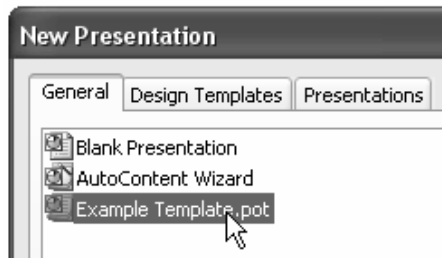 New Presentation
General Design Templates Presentations
Blank Presentation
AutoContent Wizard
Example Template.pot